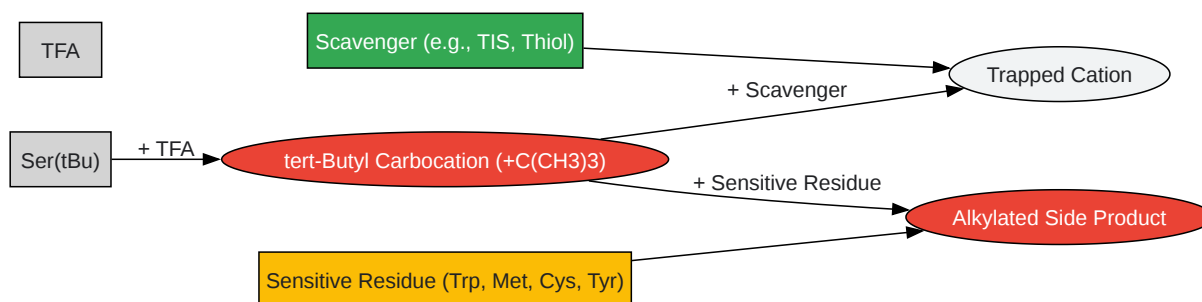 TFA
Scavenger (e.g., TIS, Thiol)
Trapped Cation
+ Scavenger
Ser(tBu)
+ TFA
tert-Butyl Carbocation (+C(CH3)3)
+ Sensitive Residue
Alkylated Side Product
Sensitive Residue (Trp, Met, Cys, Tyr)